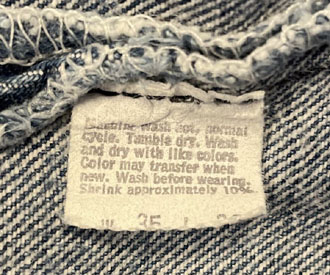 Machine wash hot, normal
cycle. Tumble dry. Wash
and dry with like colors.
Color may transfer when
new. Wash before wearing.
Shrink approximately 10%
W 35 L